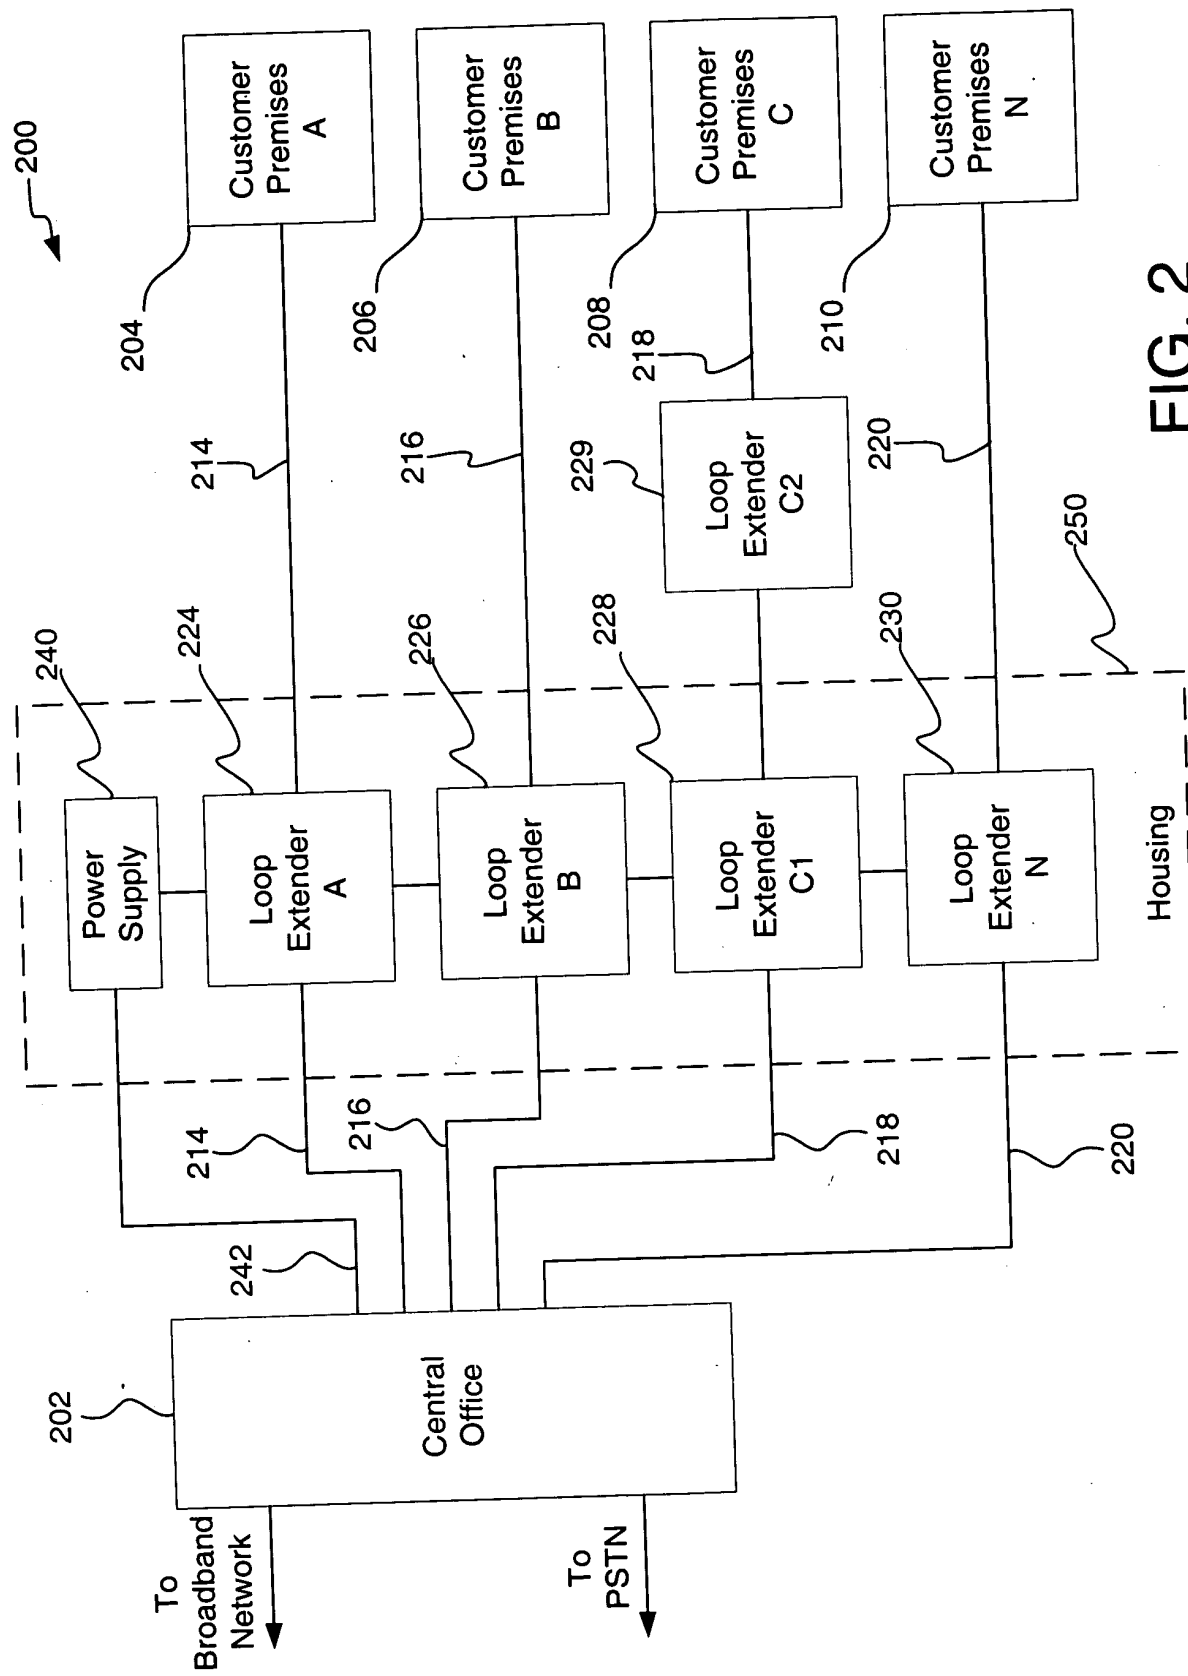 200
204
Customer
Premises
A
206
Customer
Premises
B
208
Customer
Premises
C
210
Customer
Premises
N
214
216
218
220
229
Loop
Extender
C2
250
240
Power
Supply
224
Loop
Extender
A
226
Loop
Extender
B
228
Loop
Extender
C1
230
Loop
Extender
N
Housing
214
216
218
220
242
202
Central
Office
To
Broadband
Network
To
PSTN
FIG. 2